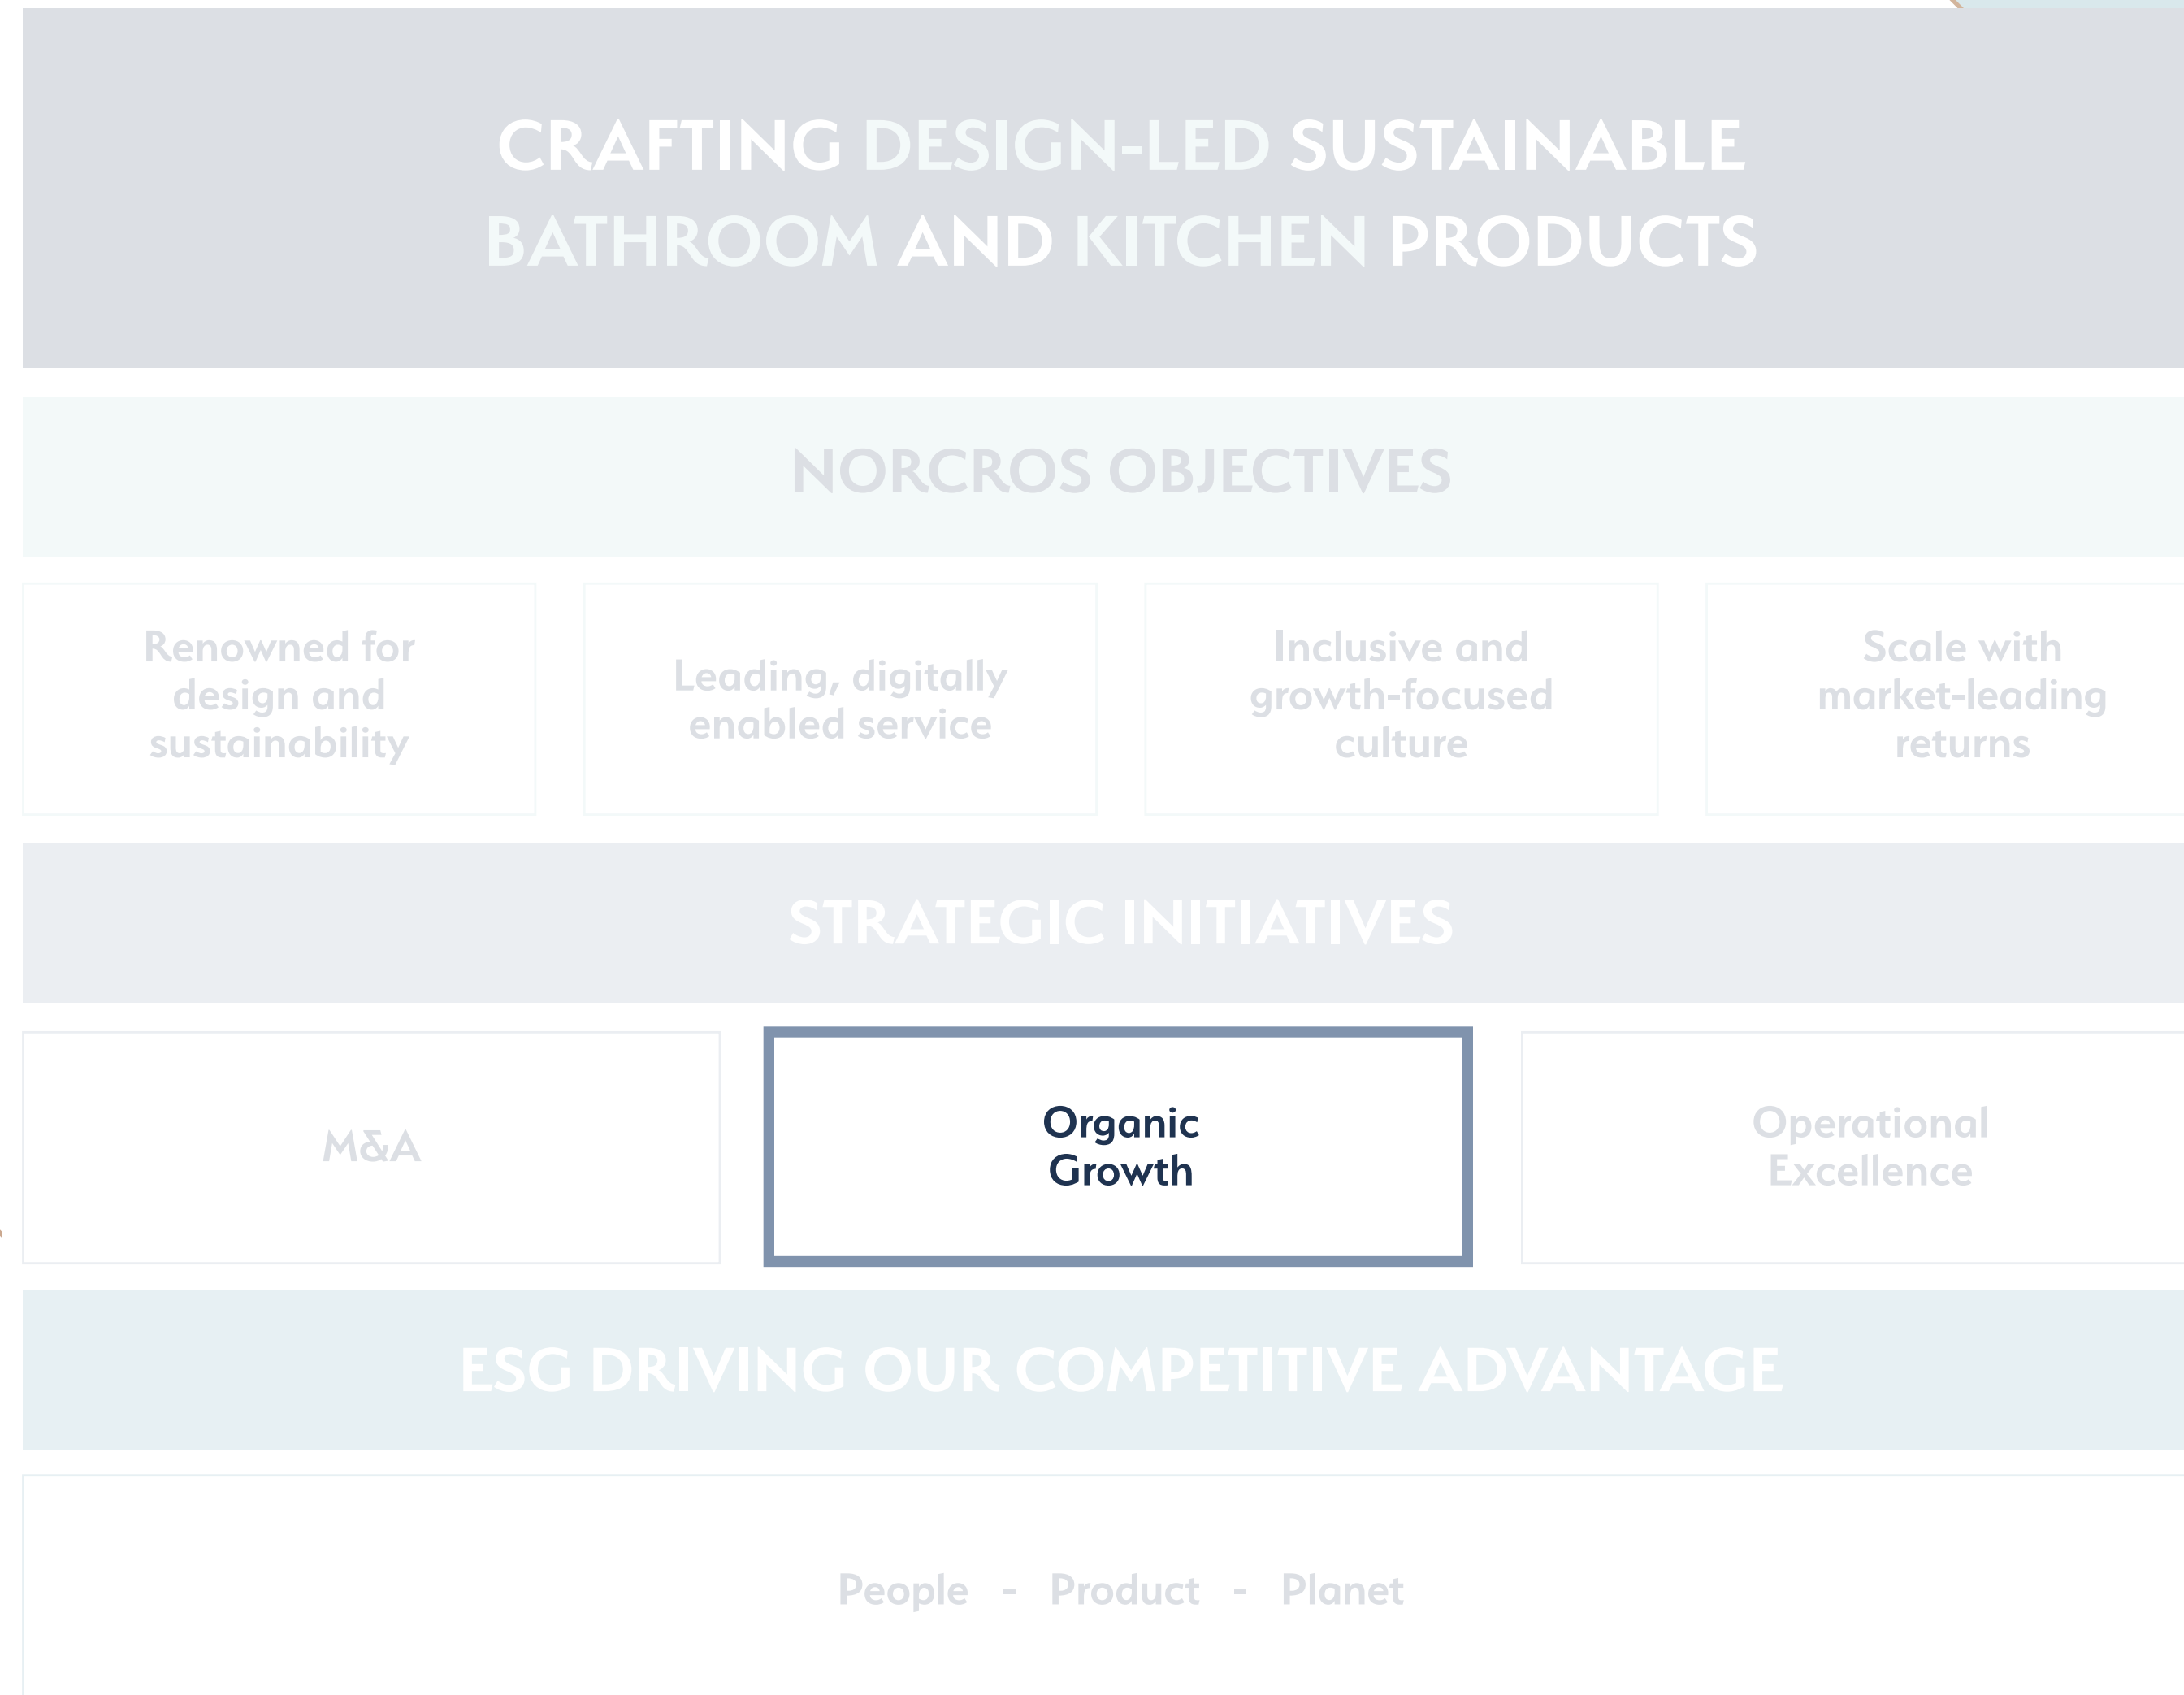 CRAFTING DESIGN-LED SUSTAINABLE
BATHROOM AND KITCHEN PRODUCTS
NORCROS OBJECTIVES
Renowned for
design and
sustainability
Leading, digitally
enabled service
Inclusive and
growth-focused
culture
Scale with
market-leading
returns
STRATEGIC INITIATIVES
M&A
Organic
Growth
Operational
Excellence
ESG DRIVING OUR COMPETITIVE ADVANTAGE
People - Product - Planet